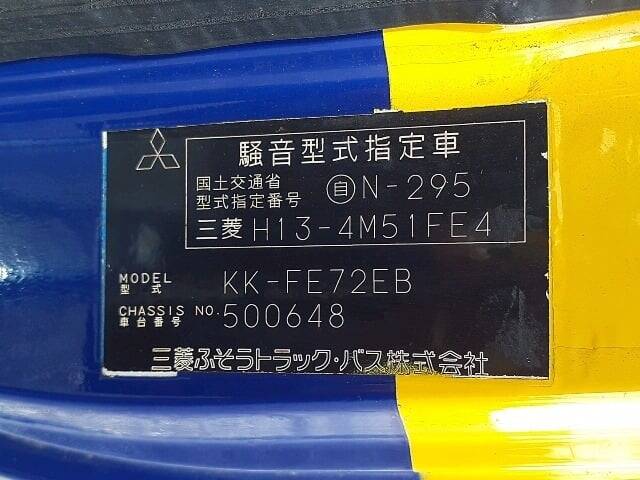 騒音型式指定車
国土交通省
型式指定番号 自N-295
三菱 H13-4M51FE4
MODEL
型式 KK-FE72EB
CHASSIS NO.
車台番号 500648
三菱ふそうトラック・バス株式会社